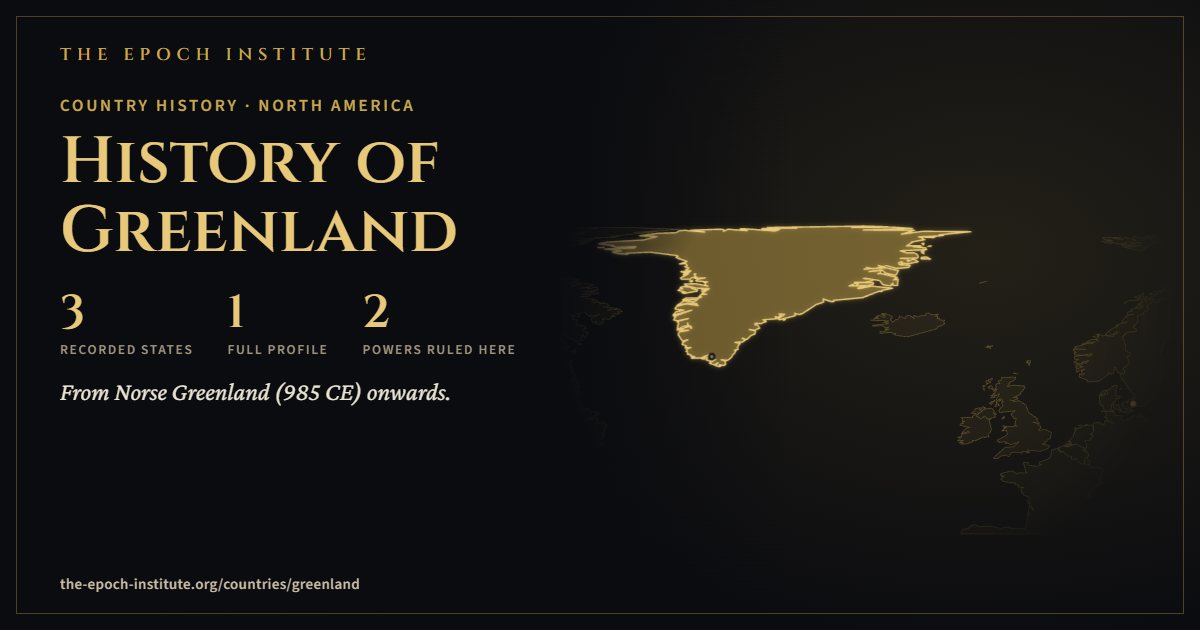 THE EPOCH INSTITUTE
COUNTRY HISTORY · NORTH AMERICA
History of
Greenland
3
RECORDED STATES
1
FULL PROFILE
2
POWERS RULED HERE
From Norse Greenland (985 CE) onwards.
the-epoch-institute.org/countries/greenland